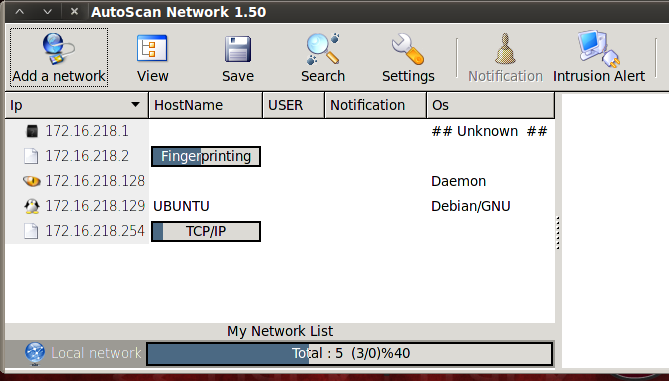 AutoScan Network 1.50
Add a network View Save Search Settings Notification Intrusion Alert
Ip HostName USER Notification Os
172.16.218.1 ## Unknown ##
172.16.218.2 Fingerprinting
172.16.218.128 Daemon
172.16.218.129 UBUNTU Debian/GNU
172.16.218.254 TCP/IP
My Network List
Local network Total : 5 (3/0)%40